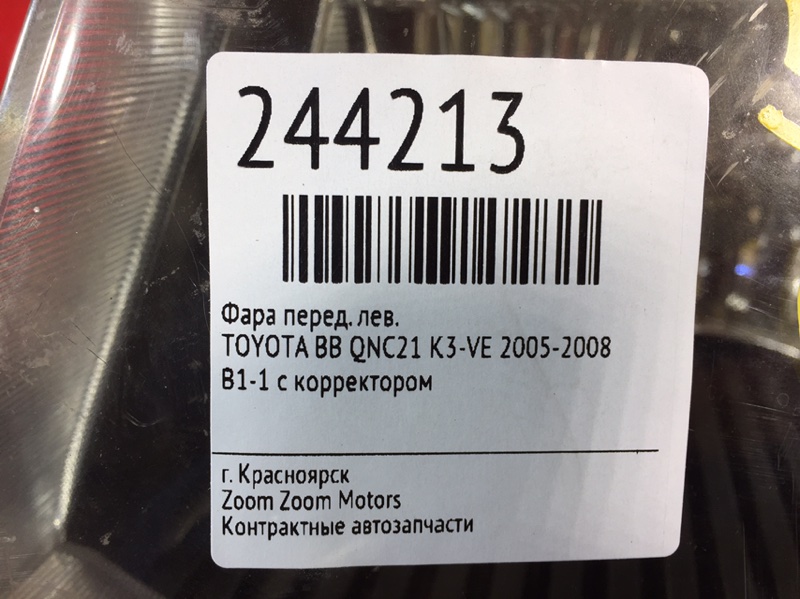 244213
Фара перед. лев.
TOYOTA BB QNC21 K3-VE 2005-2008
B1-1 с корректором
г. Красноярск
Zoom Zoom Motors
Контрактные автозапчасти